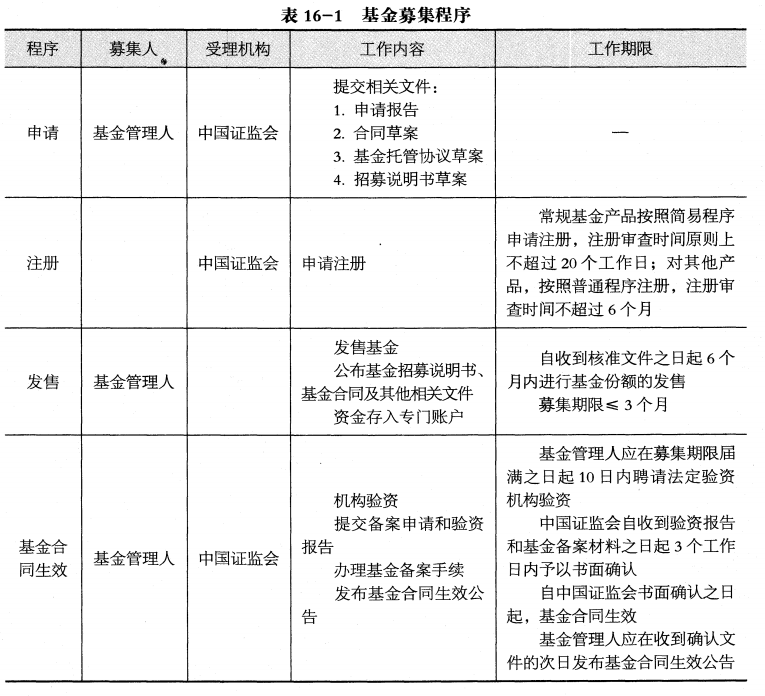 表 16-1 基金募集程序
程序 募集人 受理机构 工作内容 工作期限
申请 基金管理人 中国证监会
提交相关文件：
1. 申请报告
2. 合同草案
3. 基金托管协议草案
4. 招募说明书草案
—
注册 中国证监会 申请注册
常规基金产品按照简易程序
申请注册，注册审查时间原则上
不超过 20 个工作日；对其他产
品，按照普通程序注册，注册审
查时间不超过 6 个月
发售 基金管理人
发售基金
公布基金招募说明书、
基金合同及其他相关文件
资金存入专门账户
自收到核准文件之日起 6 个
月内进行基金份额的发售
募集期限≤3 个月
基金合
同生效
基金管理人 中国证监会
机构验资
提交备案申请和验资
报告
办理基金备案手续
发布基金合同生效公
告
基金管理人应在募集期限届
满之日起 10 日内聘请法定验资
机构验资
中国证监会自收到验资报告
和基金备案材料之日起 3 个工作
日内予以书面确认
自中国证监会书面确认之日
起，基金合同生效
基金管理人应在收到确认文
件的次日发布基金合同生效公告